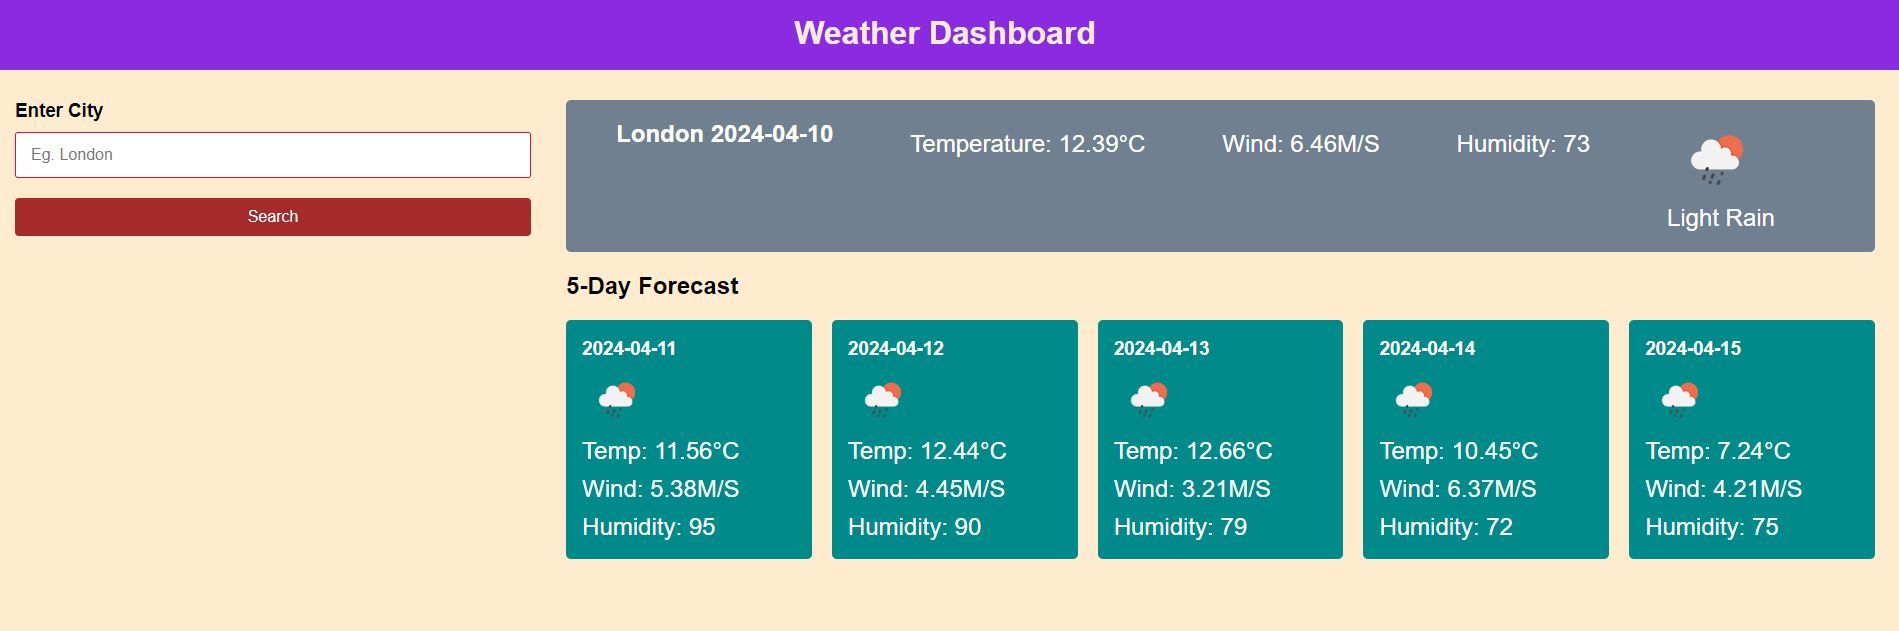 Weather Dashboard
Enter City
Eg. London
Search
London 2024-04-10
Temperature: 12.39°C
Wind: 6.46M/S
Humidity: 73
Light Rain
5-Day Forecast
2024-04-11
Temp: 11.56°C
Wind: 5.38M/S
Humidity: 95
2024-04-12
Temp: 12.44°C
Wind: 4.45M/S
Humidity: 90
2024-04-13
Temp: 12.66°C
Wind: 3.21M/S
Humidity: 79
2024-04-14
Temp: 10.45°C
Wind: 6.37M/S
Humidity: 72
2024-04-15
Temp: 7.24°C
Wind: 4.21M/S
Humidity: 75